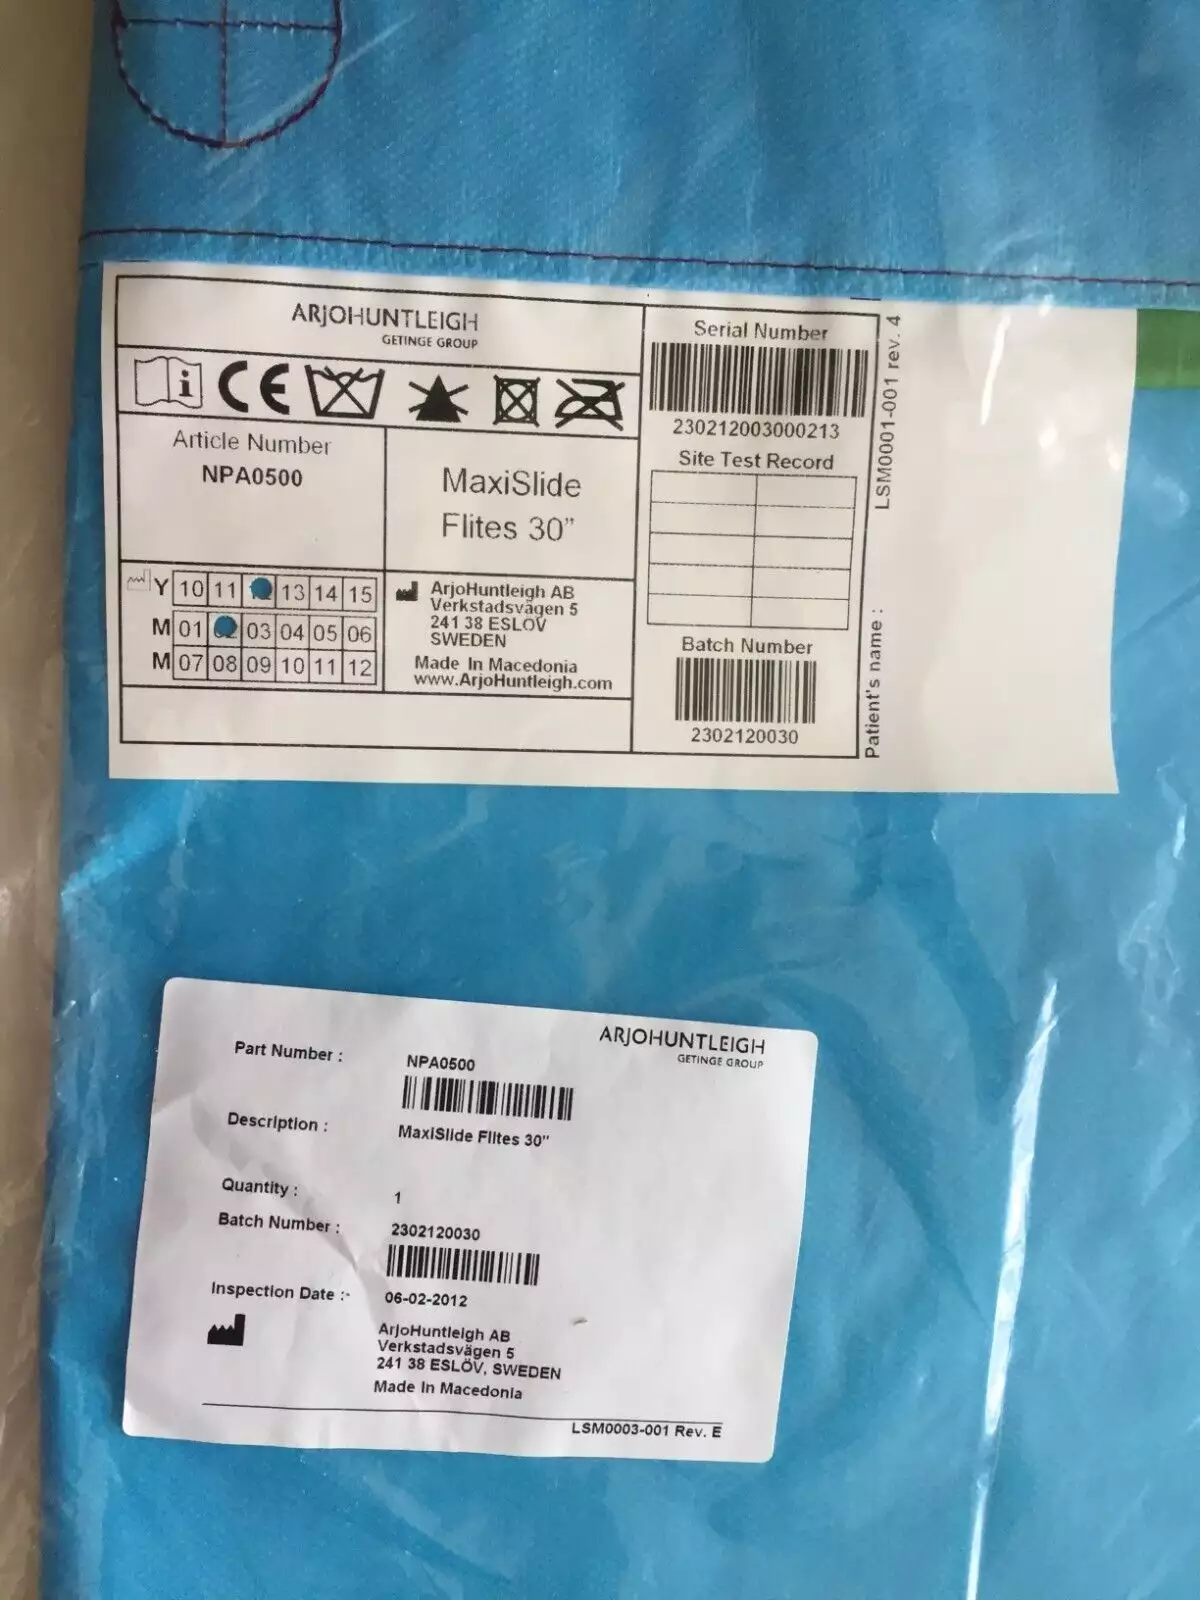 ARJOHUNTLEIGH
GETINGE GROUP
i
CE
Article Number
NPA0500
MaxiSlide
Flites 30"
Y 10 11 13 14 15
M 01 02 03 04 05 06
M 07 08 09 10 11 12
ArjoHuntleigh AB
Verkstadsvägen 5
241 38 ESLÖV
SWEDEN
Made In Macedonia
www.ArjoHuntleigh.com
Serial Number
230212003000213
Site Test Record
Batch Number
2302120030
Patient's name :
LSM0001-001 rev. 4
ARJOHUNTLEIGH
GETINGE GROUP
Part Number : NPA0500
Description : MaxiSlide Flites 30"
Quantity : 1
Batch Number : 2302120030
Inspection Date : 06-02-2012
ArjoHuntleigh AB
Verkstadsvägen 5
241 38 ESLÖV, SWEDEN
Made In Macedonia
LSM0003-001 Rev. E